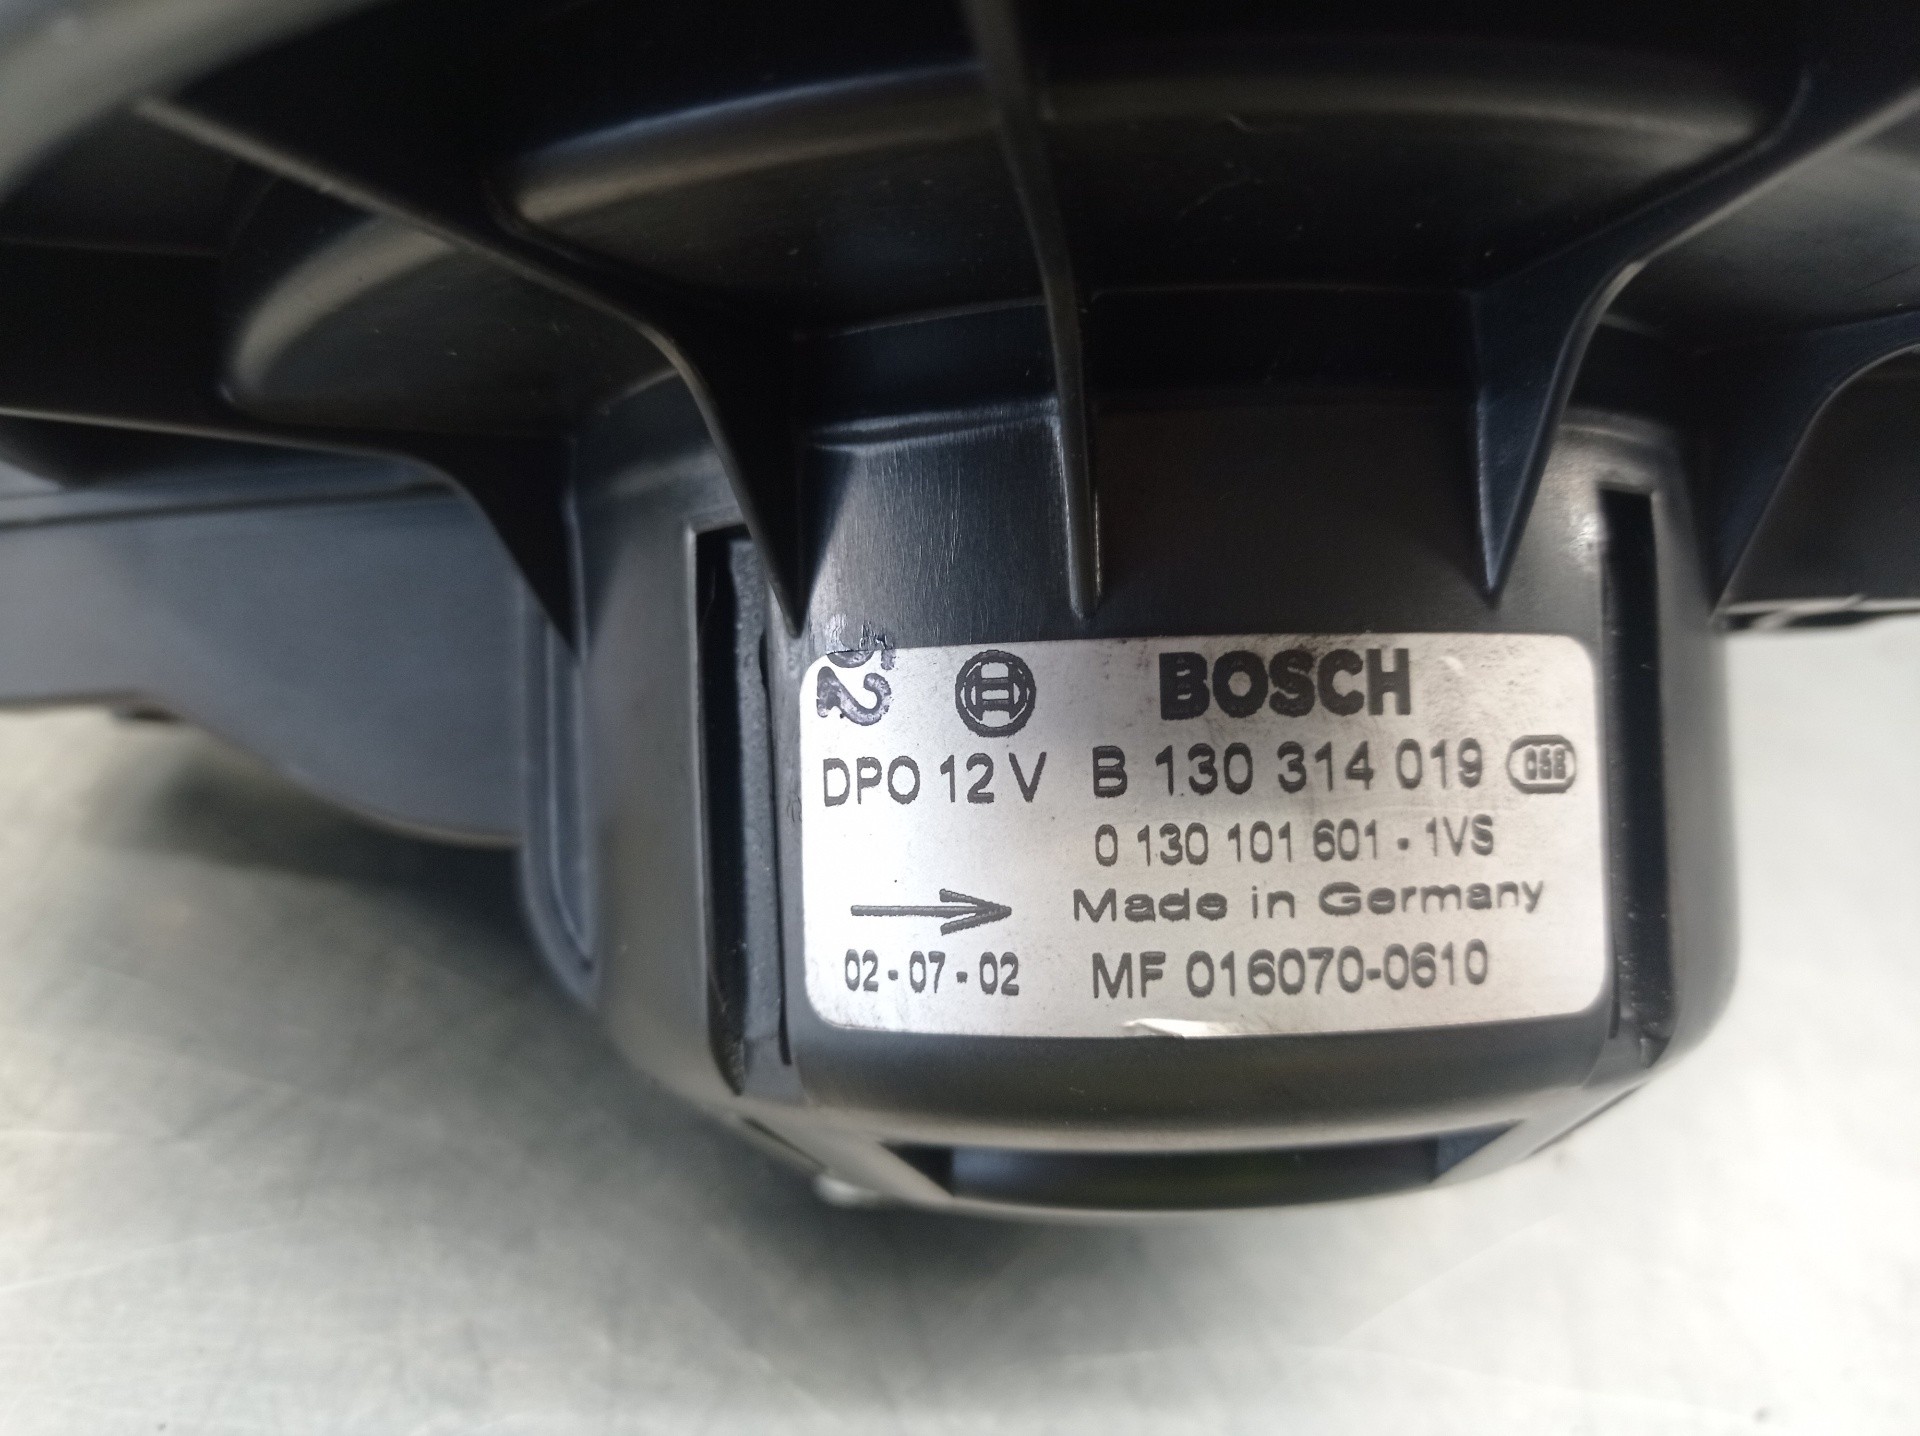 BOSCH
DPO 12 V B 130 314 019
0 130 101 601 - 1VS
Made in Germany
02 - 07 - 02 MF 016070-0610